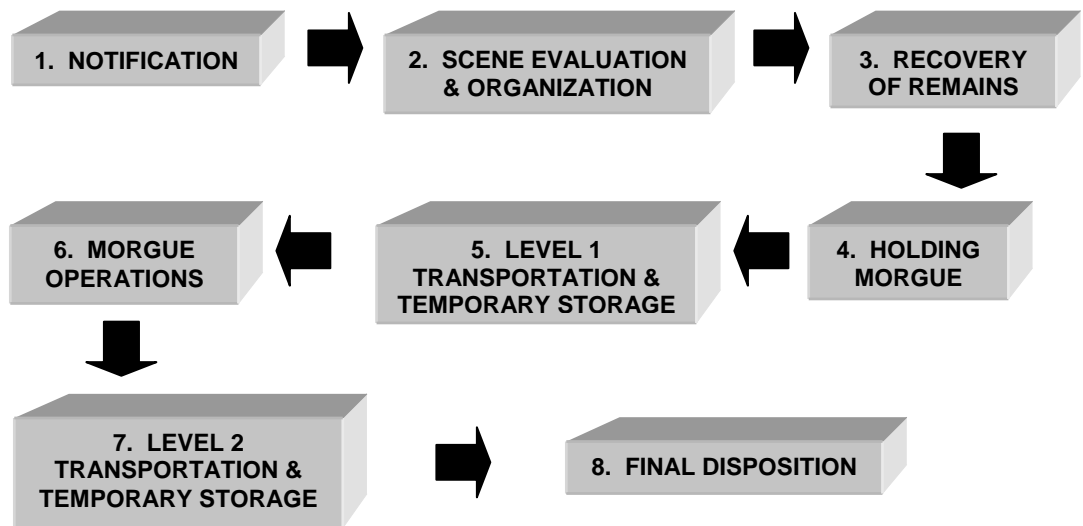 1. NOTIFICATION
2. SCENE EVALUATION
& ORGANIZATION
3. RECOVERY
OF REMAINS
4. HOLDING
MORGUE
5. LEVEL 1
TRANSPORTATION &
TEMPORARY STORAGE
6. MORGUE
OPERATIONS
7. LEVEL 2
TRANSPORTATION &
TEMPORARY STORAGE
8. FINAL DISPOSITION